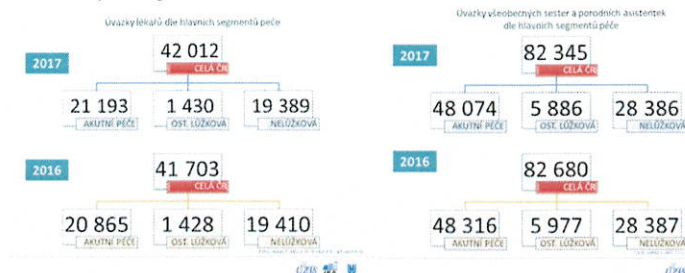 Úvazky lékařů dle hlavních segmentů péče
2017
42 012
CELÁ ČR
21 193
AKUTNÍ PÉČE
1 430
OST. LŮŽKOVÁ
19 389
NELŮŽKOVÁ
2016
41 703
CELÁ ČR
20 865
AKUTNÍ PÉČE
1 428
OST. LŮŽKOVÁ
19 410
NELŮŽKOVÁ
Úvazky všeobecných sester a porodních asistentek
dle hlavních segmentů péče
2017
82 345
CELÁ ČR
48 074
AKUTNÍ PÉČE
5 886
OST. LŮŽKOVÁ
28 386
NELŮŽKOVÁ
2016
82 680
CELÁ ČR
48 316
AKUTNÍ PÉČE
5 977
OST. LŮŽKOVÁ
28 387
NELŮŽKOVÁ